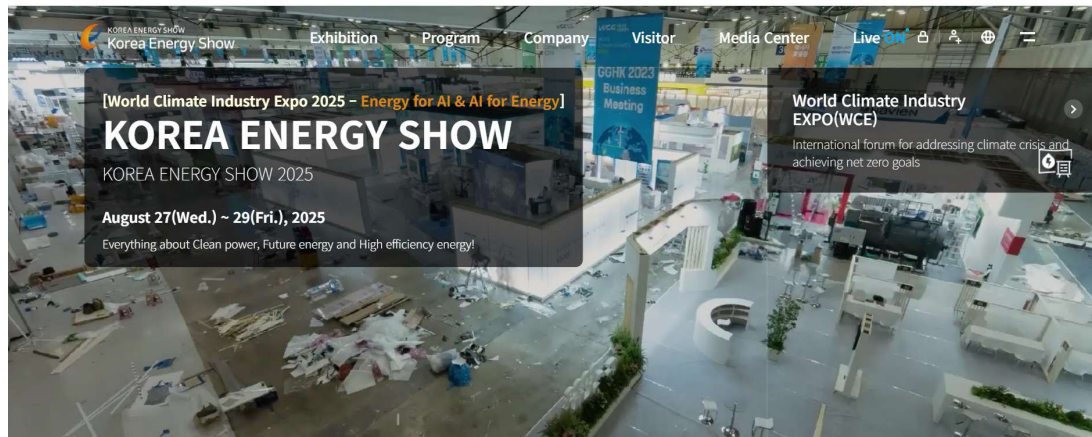 KOREA ENERGY SHOW
Korea Energy Show
Exhibition
Program
Company
Visitor
Media Center
Live ON
[World Climate Industry Expo 2025 – Energy for AI & AI for Energy]
KOREA ENERGY SHOW
KOREA ENERGY SHOW 2025
August 27(Wed.) ~ 29(Fri.), 2025
Everything about Clean power, Future energy and High efficiency energy!
GGHK 2023
Business
Meeting
World Climate Industry
EXPO(WCE)
International forum for addressing climate crisis and
achieving net zero goals